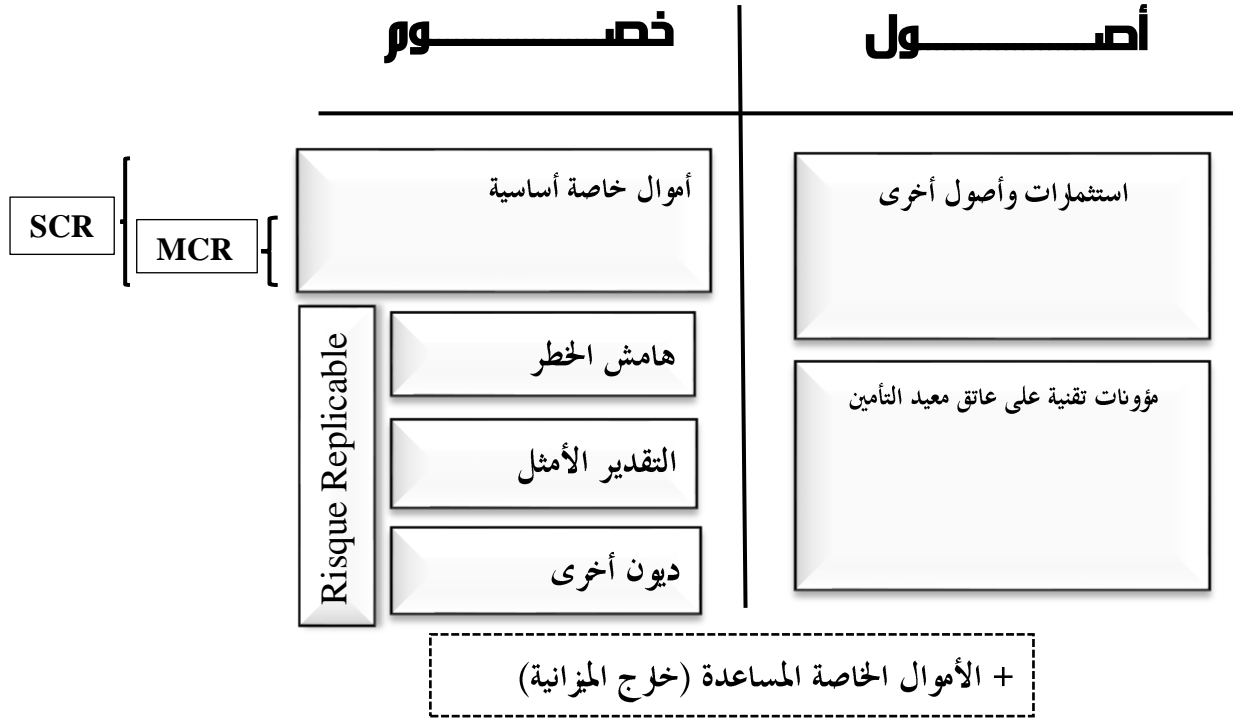 أصـــــــول
خصـــــــوم
استثمارات وأصول أخرى
مؤونات تقنية على عاتق معيد التأمين
أموال خاصة أساسية
SCR
MCR
هامش الخطر
التقدير الأمثل
ديون أخرى
Risque Replicable
+ الأموال الخاصة المساعدة (خارج الميزانية)